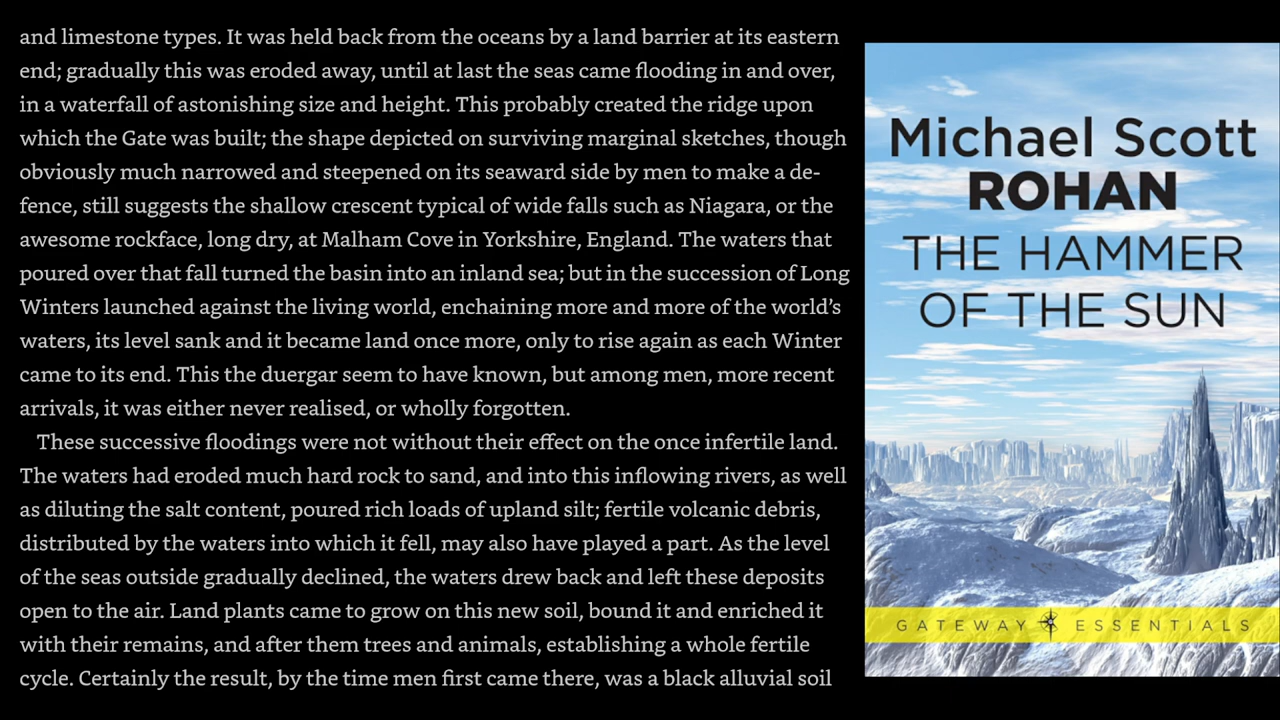 and limestone types. It was held back from the oceans by a land barrier at its eastern
end; gradually this was eroded away, until at last the seas came flooding in and over,
in a waterfall of astonishing size and height. This probably created the ridge upon
which the Gate was built; the shape depicted on surviving marginal sketches, though
obviously much narrowed and steepened on its seaward side by men to make a de-
fence, still suggests the shallow crescent typical of wide falls such as Niagara, or the
awesome rockface, long dry, at Malham Cove in Yorkshire, England. The waters that
poured over that fall turned the basin into an inland sea; but in the succession of Long
Winters launched against the living world, enchaining more and more of the world's
waters, its level sank and it became land once more, only to rise again as each Winter
came to its end. This the duergar seem to have known, but among men, more recent
arrivals, it was either never realised, or wholly forgotten.
These successive floodings were not without their effect on the once infertile land.
The waters had eroded much hard rock to sand, and into this inflowing rivers, as well
as diluting the salt content, poured rich loads of upland silt; fertile volcanic debris,
distributed by the waters into which it fell, may also have played a part. As the level
of the seas outside gradually declined, the waters drew back and left these deposits
open to the air. Land plants came to grow on this new soil, bound it and enriched it
with their remains, and after them trees and animals, establishing a whole fertile
cycle. Certainly the result, by the time men first came there, was a black alluvial soil
Michael Scott
ROHAN
THE HAMMER
OF THE SUN
GATEWAY ESSENTIALS